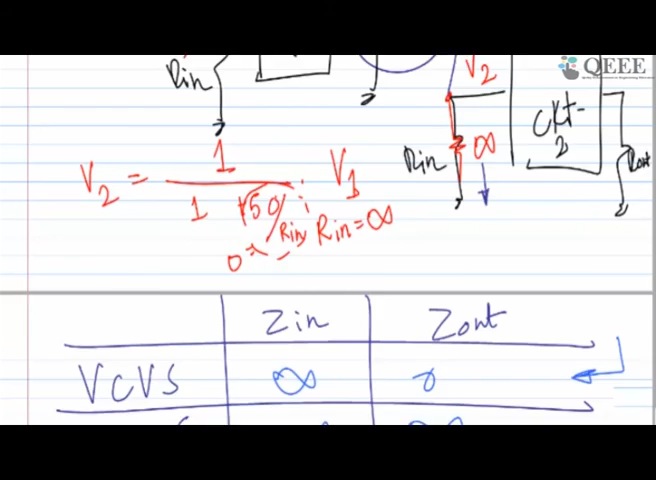 QEEE
Rin
V2
CKT-2
Rin
∞
Rout
V2 = 1 / (1 + 50/Rin) ; V1
0 Rin = ∞
Zin Zout
VCVS ∞ 0